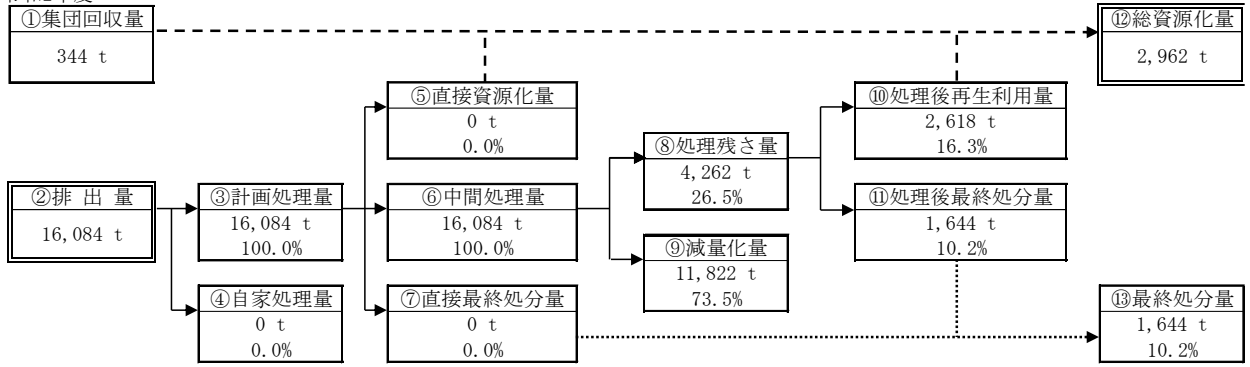 ①集団回収量
344 t
⑫総資源化量
2,962 t
⑤直接資源化量
0 t
0.0%
⑩処理後再生利用量
2,618 t
16.3%
⑧処理残さ量
4,262 t
26.5%
②排 出 量
16,084 t
③計画処理量
16,084 t
100.0%
⑥中間処理量
16,084 t
100.0%
⑪処理後最終処分量
1,644 t
10.2%
⑨減量化量
11,822 t
73.5%
④自家処理量
0 t
0.0%
⑦直接最終処分量
0 t
0.0%
⑬最終処分量
1,644 t
10.2%